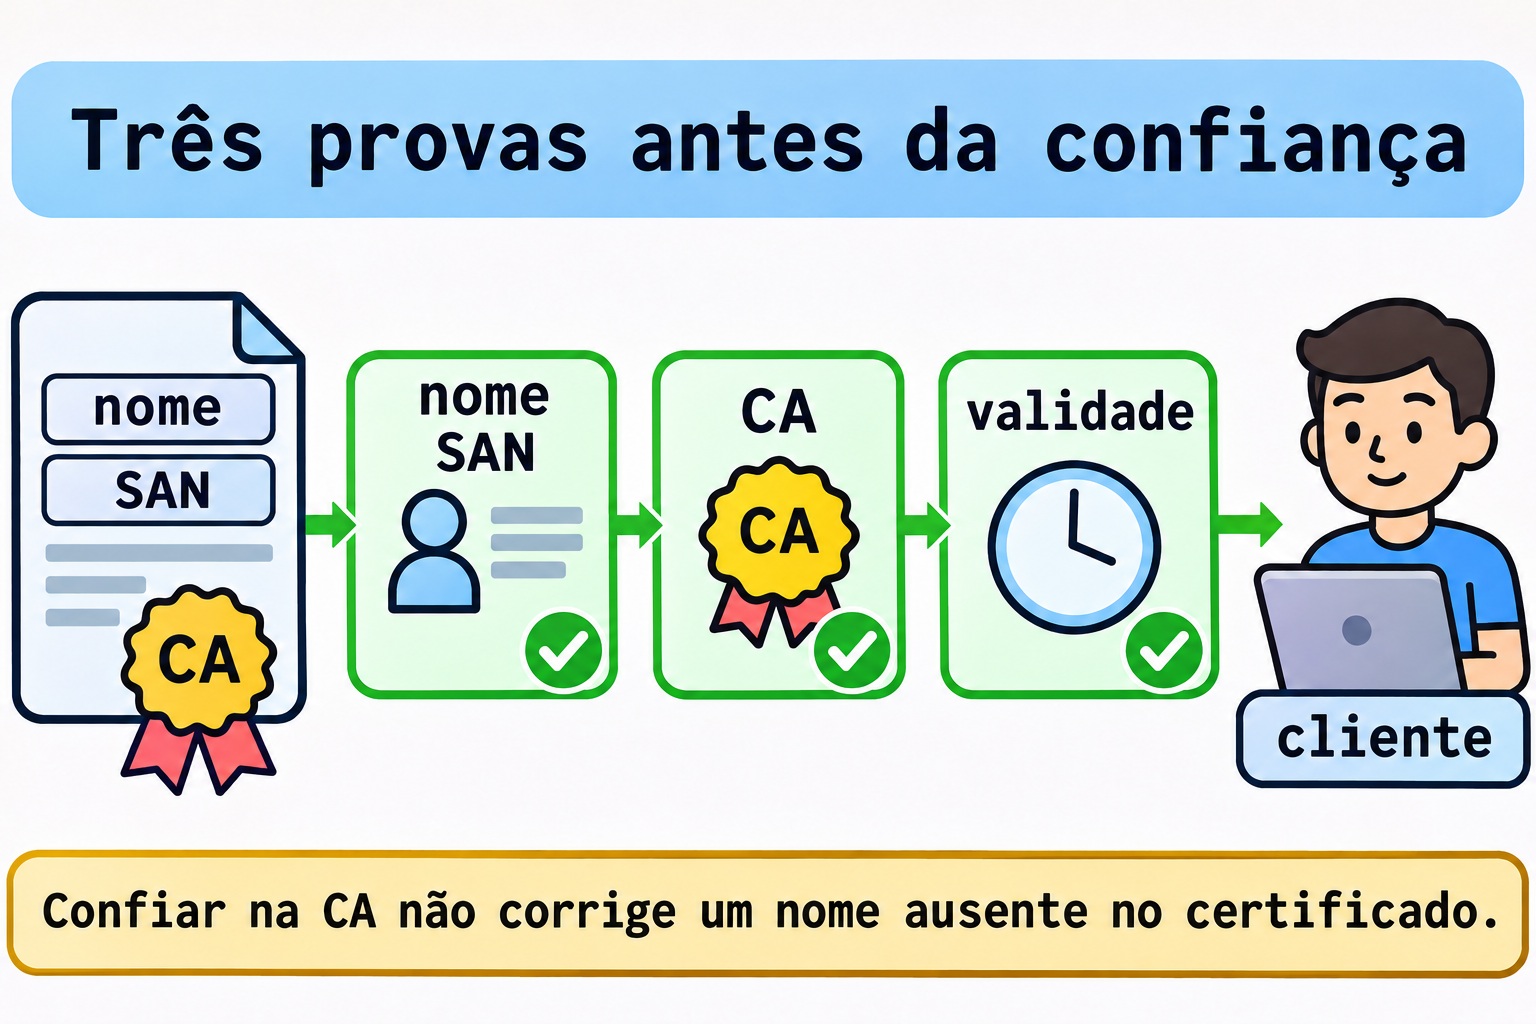 Três provas antes da confiança
nome
SAN
CA
nome
SAN
CA
CA
validade
cliente
Confiar na CA não corrige um nome ausente no certificado.